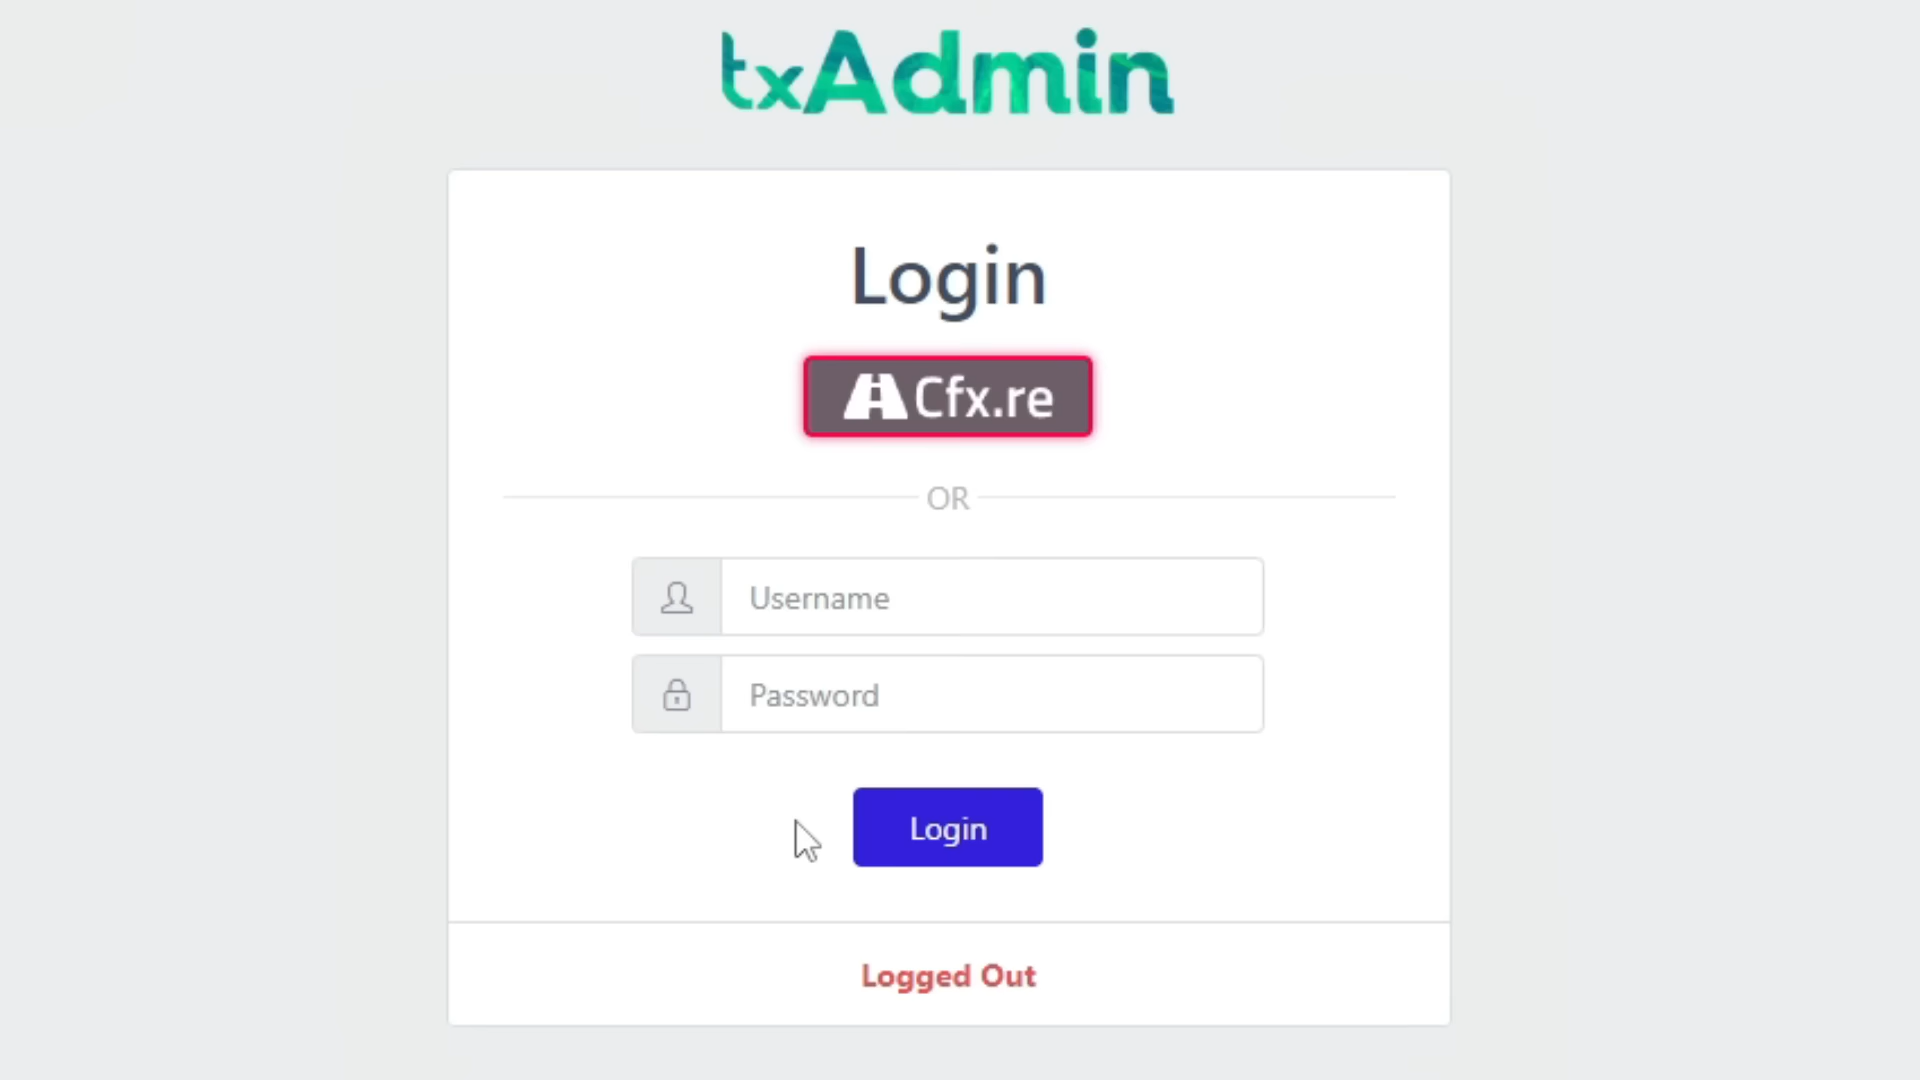 txAdmin
Login
Cfx.re
OR
Username
Password
Login
Logged Out